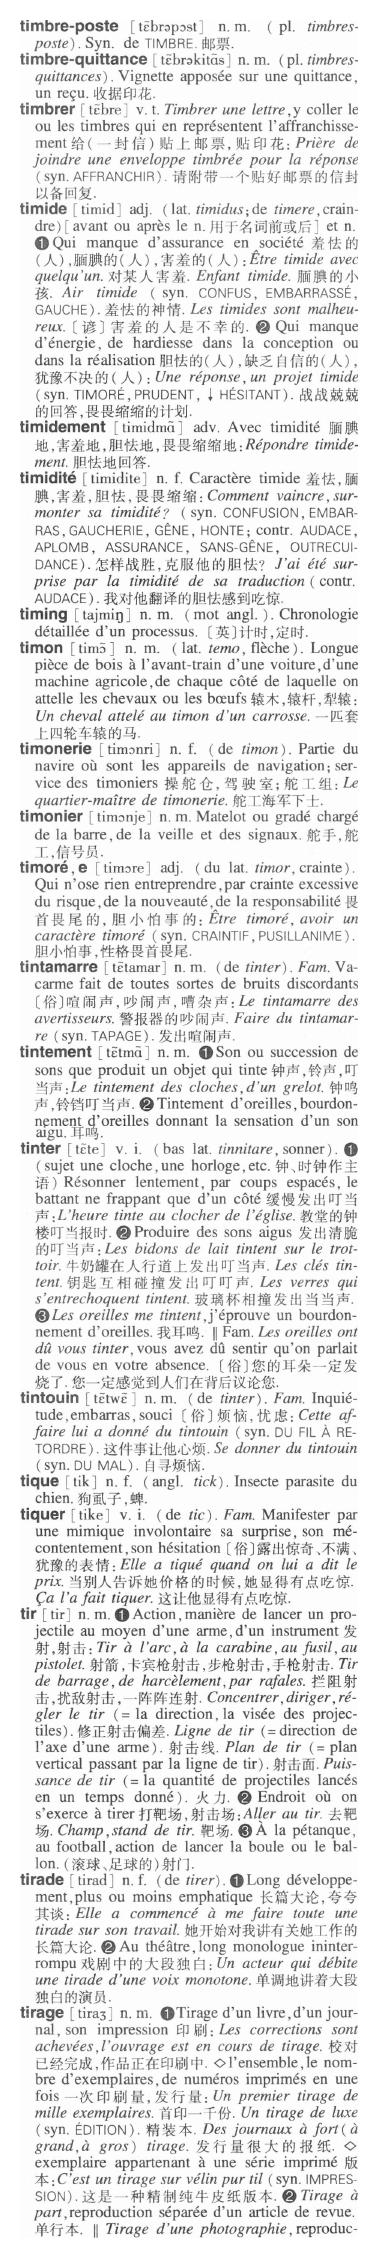 timbre-poste [tɛ̃brəpɔst] n. m. ( pl. timbres-
poste). Syn. de TIMBRE. 邮票.
timbre-quittance [tɛ̃brəkitɑ̃s] n. m. (pl. timbres-
quittances). Vignette apposée sur une quittance,
un reçu. 收据印花.
timbrer [tɛ̃bre] v. t. Timbrer une lettre, y coller le
ou les timbres qui en représentent l'affranchisse-
ment 给(一封信)贴上邮票,贴印花: Prière de
joindre une enveloppe timbrée pour la réponse
(syn. AFFRANCHIR). 请附带一个贴好邮票的信封
以备回复.
timide [timid] adj. (lat. timidus; de timere, crain-
dre)[avant ou après le n. 用于名词前或后] et n.
❶ Qui manque d'assurance en société 羞怯的
(人),腼腆的(人),害羞的(人): Être timide avec
quelqu'un. 对某人害羞. Enfant timide. 腼腆的小
孩. Air timide ( syn. CONFUS, EMBARRASSÉ,
GAUCHE). 羞怯的神情. Les timides sont malheu-
reux. [谚]害羞的人是不幸的. ❷ Qui manque
d'énergie, de hardiesse dans la conception ou
dans la réalisation 胆怯的(人),缺乏自信的(人),
犹豫不决的(人): Une réponse, un projet timide
(syn. TIMORÉ, PRUDENT, ↓ HÉSITANT). 战战兢兢
的回答,畏畏缩缩的计划.
timidement [timidmɑ̃] adv. Avec timidité 腼腆
地,害羞地,胆怯地,畏畏缩缩地: Répondre timide-
ment. 胆怯地回答.
timidité [timidite] n. f. Caractère timide 羞怯,腼
腆,害羞,胆怯,畏畏缩缩: Comment vaincre, sur-
monter sa timidité? (syn. CONFUSION, EMBAR-
RAS, GAUCHERIE, GÊNE, HONTE; contr. AUDACE,
APLOMB, ASSURANCE, SANS-GÊNE, OUTRECUI-
DANCE). 怎样战胜,克服他的胆怯? J'ai été sur-
prise par la timidité de sa traduction (contr.
AUDACE). 我对他翻译的胆怯感到吃惊.
timing [tajmiŋ] n. m. (mot angl.). Chronologie
détaillée d'un processus. [英]计时,定时.
timon [timɔ̃] n. m. (lat. temo, flèche). Longue
pièce de bois à l'avant-train d'une voiture, d'une
machine agricole, de chaque côté de laquelle on
attelle les chevaux ou les bœufs 辕木,辕杆,犁辕:
Un cheval attelé au timon d'un carrosse. 一匹套
上四轮车辕的马.
timonerie [timɔnri] n. f. (de timon). Partie du
navire où sont les appareils de navigation; ser-
vice des timoniers 操舵仓,驾驶室;舵工组: Le
quartier-maître de timonerie. 舵工海军下士.
timonier [timɔnje] n. m. Matelot ou gradé chargé
de la barre, de la veille et des signaux. 舵手,舵
工,信号员.
timoré, e [timɔre] adj. (du lat. timor, crainte).
Qui n'ose rien entreprendre, par crainte excessive
du risque, de la nouveauté, de la responsabilité 畏
首畏尾的,胆小怕事的: Être timoré, avoir un
caractère timoré (syn. CRAINTIF, PUSILLANIME).
胆小怕事,性格畏首畏尾.
tintamarre [tɛ̃tamar] n. m. (de tinter). Fam. Va-
carme fait de toutes sortes de bruits discordants
〔俗〕喧闹声,吵闹声,嘈杂声: Le tintamarre des
avertisseurs. 警报器的吵闹声. Faire du tintamar-
re (syn. TAPAGE). 发出喧闹声.
tintement [tɛ̃tmɑ̃] n. m. ❶ Son ou succession de
sons que produit un objet qui tinte 钟声,铃声,叮
当声: Le tintement des cloches, d'un grelot. 钟鸣
声,铃铛叮当声. ❷ Tintement d'oreilles, bourdon-
nement d'oreilles donnant la sensation d'un son
aigu. 耳鸣.
tinter [tɛ̃te] v. i. (bas lat. tinnitare, sonner). ❶
(sujet une cloche, une horloge, etc. 钟、时钟作主
语) Résonner lentement, par coups espacés, le
battant ne frappant que d'un côté 缓慢发出叮当
声: L'heure tinte au clocher de l'église. 教堂的钟
楼叮当报时. ❷ Produire des sons aigus 发出清脆
的叮当声: Les bidons de lait tintent sur le trot-
toir. 牛奶罐在人行道上发出叮当声. Les clés tin-
tent. 钥匙互相碰撞发出叮叮声. Les verres qui
s'entrechoquent tintent. 玻璃杯相撞发出当当声.
❸ Les oreilles me tintent, j'éprouve un bourdon-
nement d'oreilles. 我耳鸣. ‖ Fam. Les oreilles ont
dû vous tinter, vous avez dû sentir qu'on parlait
de vous en votre absence. 〔俗〕您的耳朵一定发
烧了. 您一定感觉到人们在背后议论您.
tintouin [tɛ̃twɛ̃] n. m. (de tinter). Fam. Inquié-
tude, embarras, souci 〔俗〕烦恼,忧虑: Cette af-
faire lui a donné du tintouin (syn. DU FIL À RE-
TORDRE). 这件事让他心烦. Se donner du tintouin
(syn. DU MAL). 自寻烦恼.
tique [tik] n. f. (angl. tick). Insecte parasite du
chien. 狗虱子,蜱.
tiquer [tike] v. i. (de tic). Fam. Manifester par
une mimique involontaire sa surprise, son mé-
contentement, son hésitation 〔俗〕露出惊奇、不满、
犹豫的表情: Elle a tiqué quand on lui a dit le
prix. 当别人告诉她价格的时候,她显得有点吃惊.
Ça l'a fait tiquer. 这让他显得有点吃惊.
tir [tir] n. m. ❶ Action, manière de lancer un pro-
jectile au moyen d'une arme, d'un instrument 发
射,射击: Tir à l'arc, à la carabine, au fusil, au
pistolet. 射箭,卡宾枪射击,步枪射击,手枪射击. Tir
de barrage, de harcèlement, par rafales. 拦阻射
击,扰敌射击,一阵阵连射. Concentrer, diriger, ré-
gler le tir (= la direction, la visée des projec-
tiles). 修正射击偏差. Ligne de tir (= direction de
l'axe d'une arme). 射击线. Plan de tir (= plan
vertical passant par la ligne de tir). 射击面. Puis-
sance de tir (= la quantité de projectiles lancés
en un temps donné). 火力. ❷ Endroit où on
s'exerce à tirer 打靶场,射击场: Aller au tir. 去靶
场. Champ, stand de tir. 靶场. ❸ À la pétanque,
au football, action de lancer la boule ou le bal-
lon. (滚球、足球的)射门.
tirade [tirad] n. f. (de tirer). ❶ Long développe-
ment, plus ou moins emphatique 长篇大论,夸夸
其谈: Elle a commencé à me faire toute une
tirade sur son travail. 她开始对我讲有关她工作的
长篇大论. ❷ Au théâtre, long monologue ininter-
rompu 戏剧中的大段独白: Un acteur qui débite
une tirade d'une voix monotone. 单调地讲着大段
独白的演员.
tirage [tiraʒ] n. m. ❶ Tirage d'un livre, d'un jour-
nal, son impression 印刷: Les corrections sont
achevées, l'ouvrage est en cours de tirage. 校对
已经完成,作品正在印刷中. ◇ l'ensemble, le nom-
bre d'exemplaires, de numéros imprimés en une
fois 一次印刷量,发行量: Un premier tirage de
mille exemplaires. 首印一千份. Un tirage de luxe
(syn. ÉDITION). 精装本. Des journaux à fort (à
grand, à gros) tirage. 发行量很大的报纸. ◇
exemplaire appartenant à une série imprimé 版
本: C'est un tirage sur vélin pur til (syn. IMPRES-
SION). 这是一种精制纯牛皮纸版本. ❷ Tirage à
part, reproduction séparée d'un article de revue.
单行本. ‖ Tirage d'une photographie, reproduc-